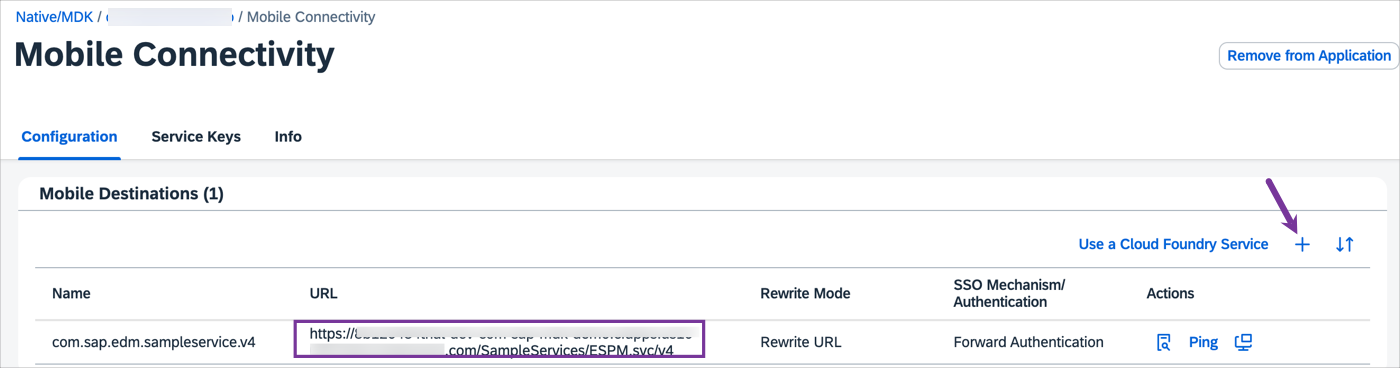 Native/MDK / / Mobile Connectivity
Mobile Connectivity
Remove from Application
Configuration Service Keys Info
Mobile Destinations (1)
Use a Cloud Foundry Service
Name URL Rewrite Mode SSO Mechanism/ Authentication Actions
com.sap.edm.sampleservice.v4 https:// Rewrite URL Forward Authentication Ping
.com/SampleServices/ESPM.svc/v4